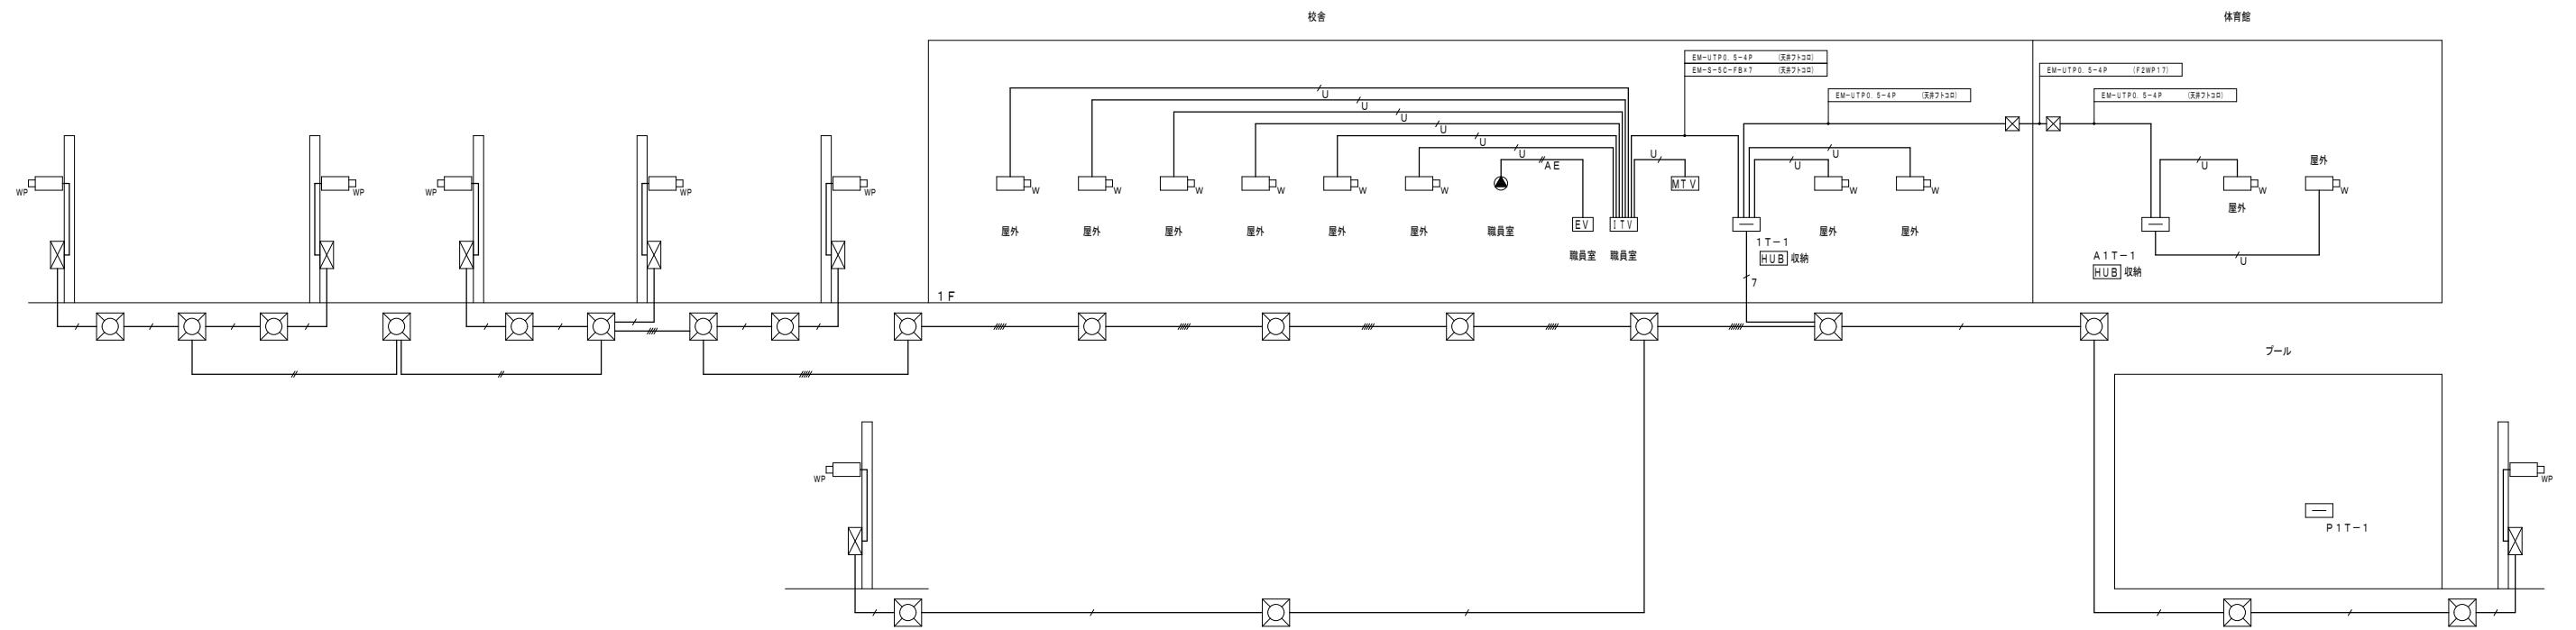 校舎
体育館
EM-UTP0.5-4P (天井フトコロ)
EM-S-5C-FB×7 (天井フトコロ)
EM-UTP0.5-4P (F2WP17)
EM-UTP0.5-4P (天井フトコロ)
EM-UTP0.5-4P (天井フトコロ)
U
U
U
U
U
U
AE
U
U
U
U
屋外
WP
WP
WP
WP
WP
W
W
W
W
W
W
MTV
W
W
W
W
屋外
屋外
屋外
屋外
屋外
屋外
屋外
職員室
EV
ITV
屋外
屋外
職員室
職員室
1T-1
HUB 収納
A1T-1
HUB 収納
U
7
1F
プール
WP
WP
P1T-1